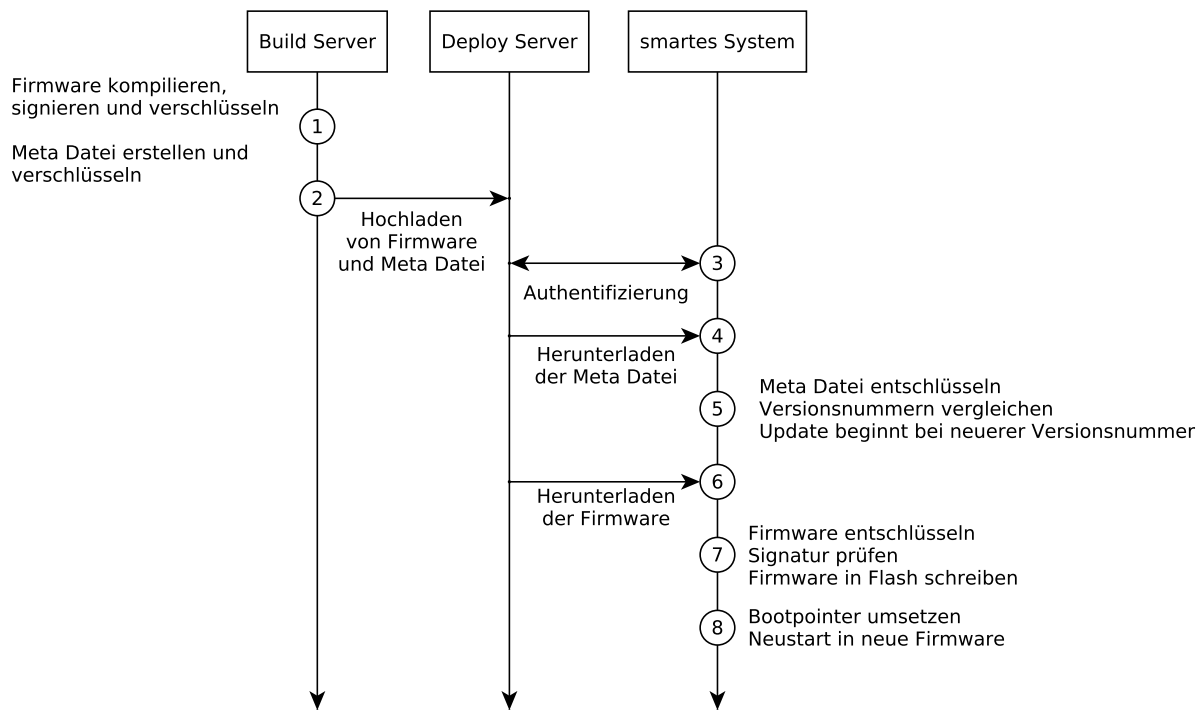 Build Server
Deploy Server
smartes System
Firmware kompilieren,
signieren und verschlüsseln
1
Meta Datei erstellen und
verschlüsseln
2
Hochladen
von Firmware
und Meta Datei
3
Authentifizierung
4
Herunterladen
der Meta Datei
Meta Datei entschlüsseln
5
Versionsnummern vergleichen
Update beginnt bei neuerer Versionsnummer
6
Herunterladen
der Firmware
Firmware entschlüsseln
7
Signatur prüfen
Firmware in Flash schreiben
8
Bootpointer umsetzen
Neustart in neue Firmware